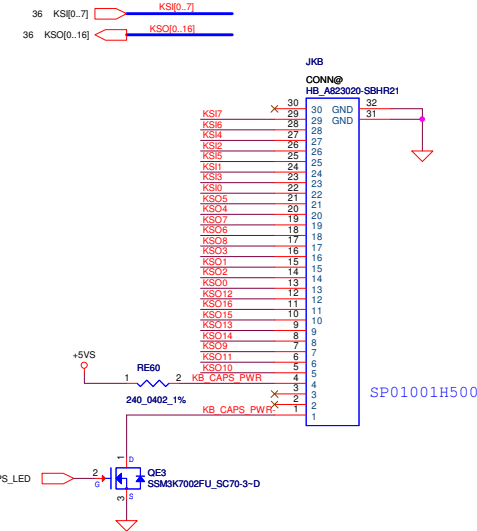 36 KSI[0..7] KSI[0..7]
36 KSO[0..16] KSO[0..16]
JKB
CONN@
HB_A823020-SBHR21
30 30 GND 32
KSI7 29 29 GND 31
KSI6 28 28
KSI4 27 27
KSI2 26 26
KSI5 25 25
KSI1 24 24
KSI3 23 23
KSI0 22 22
KSO5 21 21
KSO4 20 20
KSO7 19 19
KSO6 18 18
KSO8 17 17
KSO3 16 16
KSO1 15 15
KSO2 14 14
KSO0 13 13
KSO12 12 12
KSO16 11 11
KSO15 10 10
KSO13 9 9
KSO14 8 8
KSO9 7 7
KSO11 6 6
KSO10 5 5
+5VS
RE60
1 2 KB_CAPS_PWR 4 4
240_0402_1%
3 3
SP01001H500
2 2
KB_CAPS_PWR- 1 1
1 D
PS_LED 2 G
QE3
SSM3K7002FU_SC70-3~D
3 S